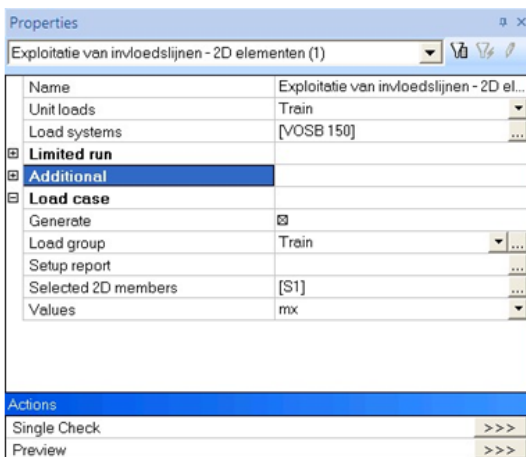 Properties
Exploitatie van invloedslijnen - 2D elementen (1)
Name Exploitatie van invloedslijnen - 2D el...
Unit loads Train
Load systems [VOSB 150] ...
Limited run
Additional
Load case
Generate
Load group Train ...
Setup report ...
Selected 2D members [S1] ...
Values mx
Actions
Single Check >>>
Preview >>>